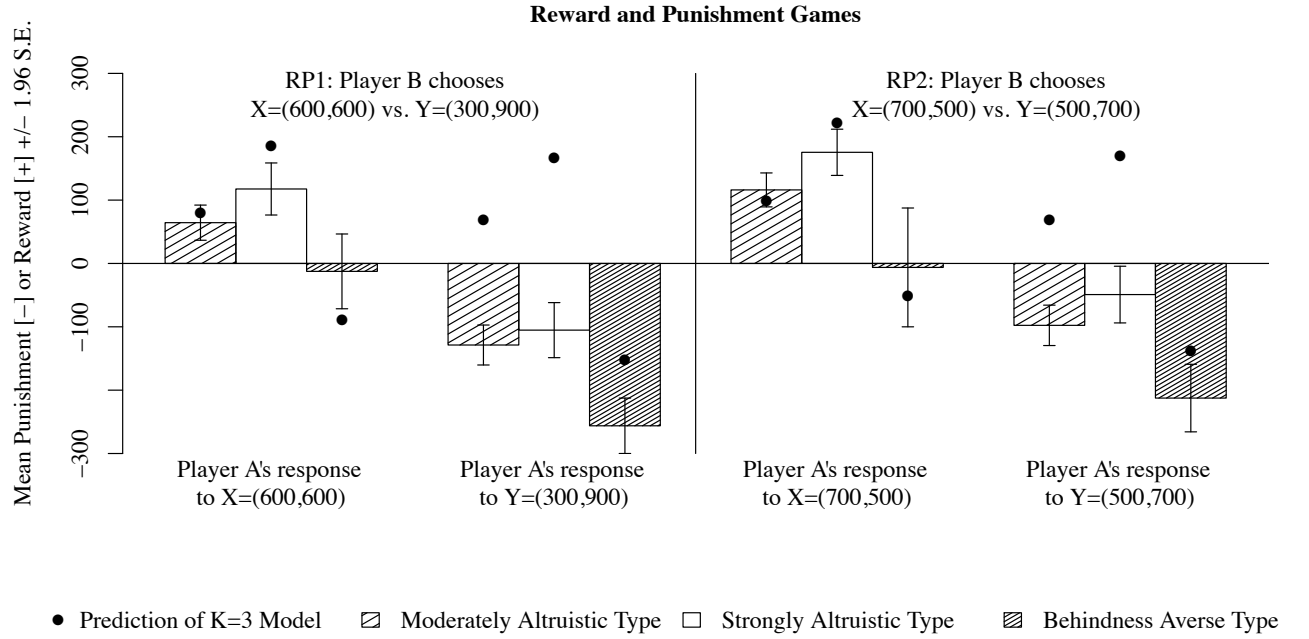 Reward and Punishment Games
Mean Punishment [−] or Reward [+] +/− 1.96 S.E.
300
200
100
0
−100
−300
RP1: Player B chooses
X=(600,600) vs. Y=(300,900)
RP2: Player B chooses
X=(700,500) vs. Y=(500,700)
Player A's response
to X=(600,600)
Player A's response
to Y=(300,900)
Player A's response
to X=(700,500)
Player A's response
to Y=(500,700)
Prediction of K=3 Model
Moderately Altruistic Type
Strongly Altruistic Type
Behindness Averse Type